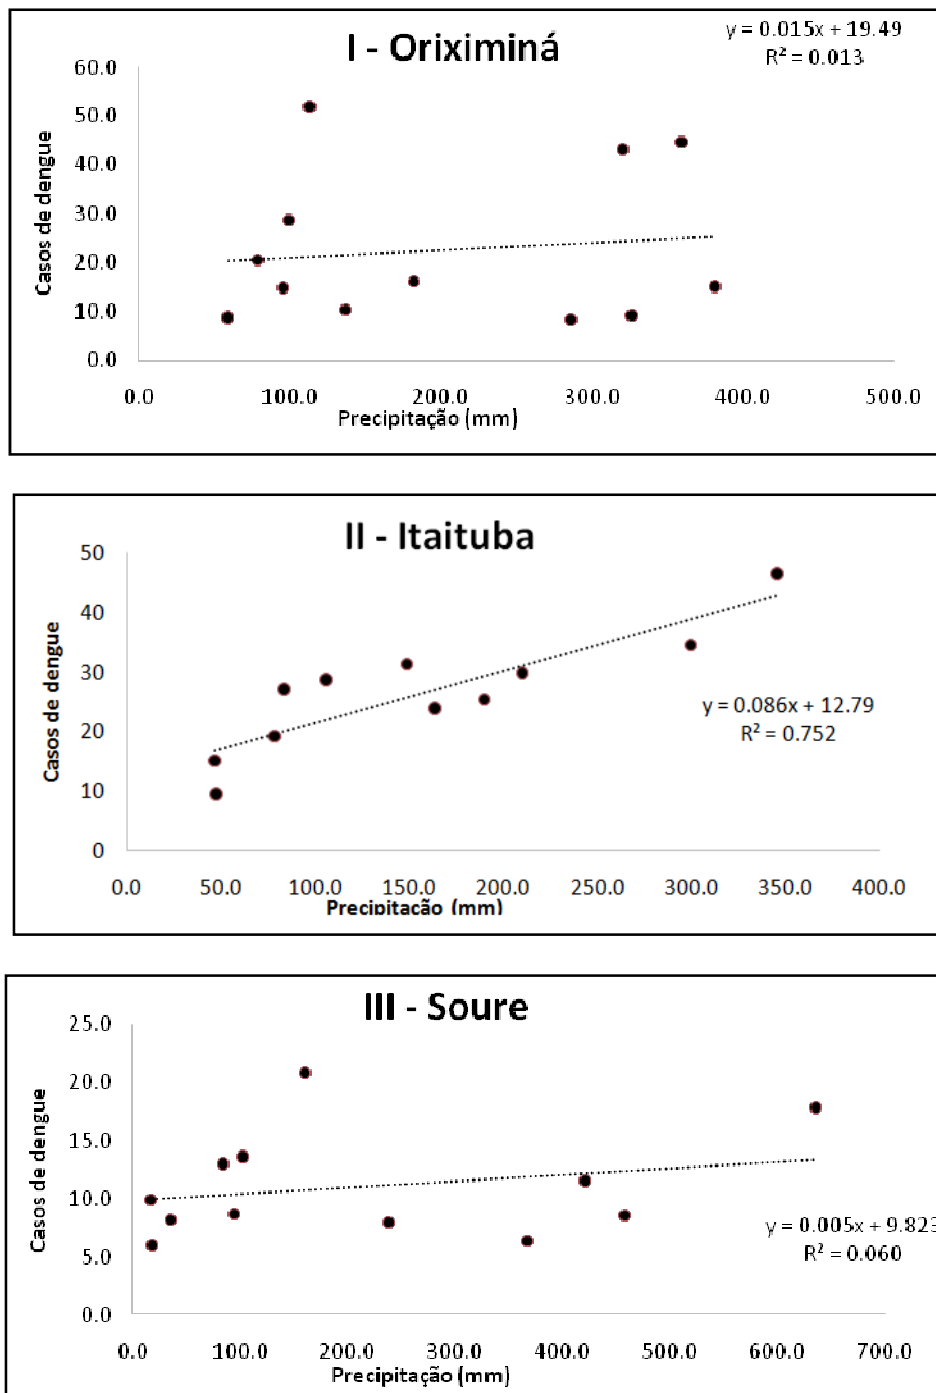 I - Oriximiná
y = 0.015x + 19.49
R² = 0.013
Casos de dengue
60.0
50.0
40.0
30.0
20.0
10.0
0.0
0.0 100.0 200.0 300.0 400.0 500.0
Precipitação (mm)
II - Itaituba
Casos de dengue
50
40
30
20
10
0
y = 0.086x + 12.79
R² = 0.752
0.0 50.0 100.0 150.0 200.0 250.0 300.0 350.0 400.0
Precipitação (mm)
III - Soure
Casos de dengue
25.0
20.0
15.0
10.0
5.0
0.0
y = 0.005x + 9.823
R² = 0.060
0.0 100.0 200.0 300.0 400.0 500.0 600.0 700.0
Precipitação (mm)